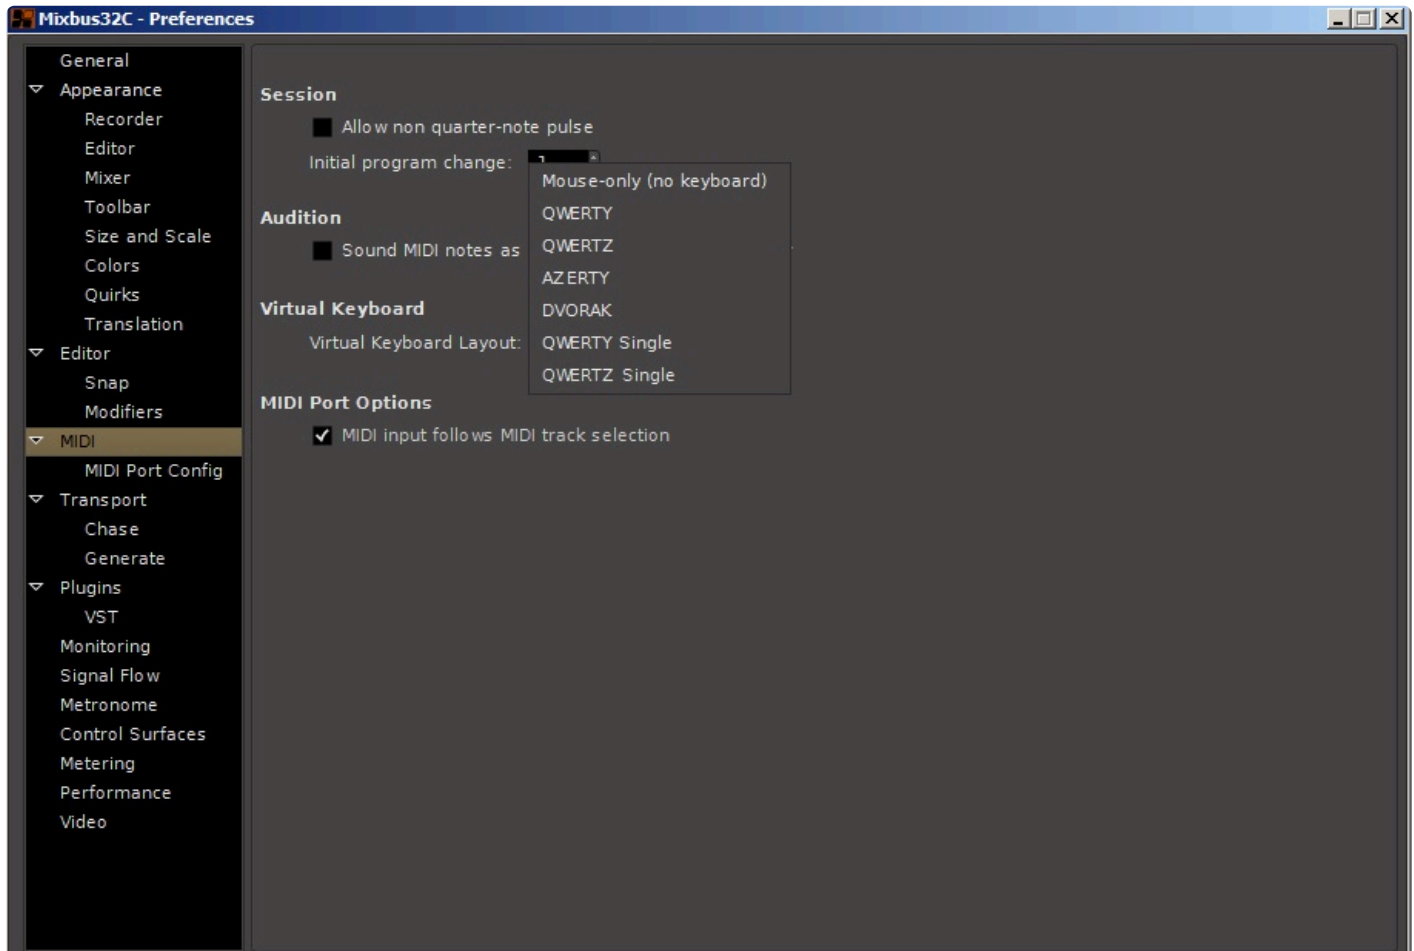 Mixbus32C - Preferences
General
Appearance
Recorder
Editor
Mixer
Toolbar
Size and Scale
Colors
Quirks
Translation
Editor
Snap
Modifiers
MIDI
MIDI Port Config
Transport
Chase
Generate
Plugins
VST
Monitoring
Signal Flow
Metronome
Control Surfaces
Metering
Performance
Video
Session
Allow non quarter-note pulse
Initial program change:
Audition
Sound MIDI notes as
Virtual Keyboard
Virtual Keyboard Layout:
Mouse-only (no keyboard)
QWERTY
QWERTZ
AZERTY
DVORAK
QWERTY Single
QWERTZ Single
MIDI Port Options
MIDI input follows MIDI track selection